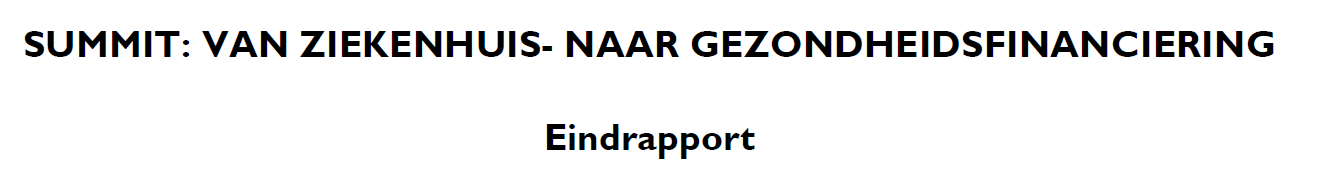 SUMMIT: VAN ZIEKENHUIS- NAAR GEZONDHEIDSFINANCIERING
Eindrapport